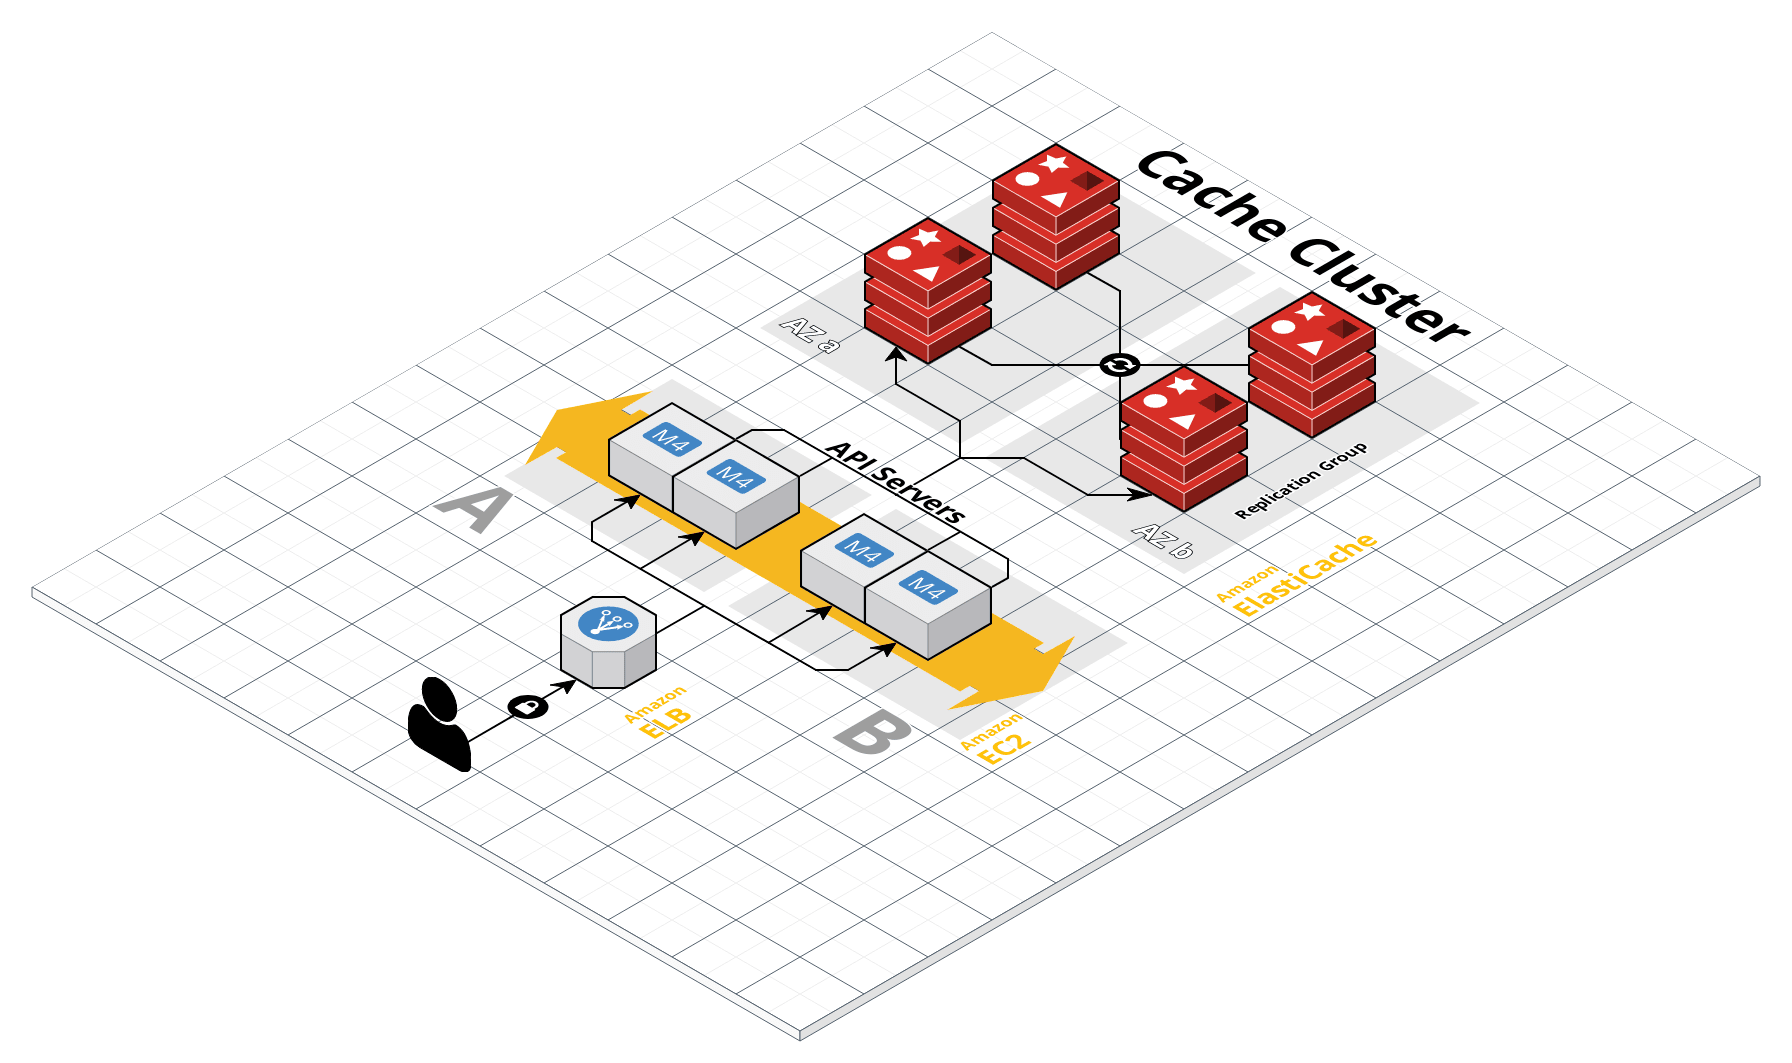 Cache Cluster
AZ a
AZ b
Replication Group
Amazon
ElastiCache
API Servers
M4
M4
M4
M4
A
B
Amazon
ELB
Amazon
EC2